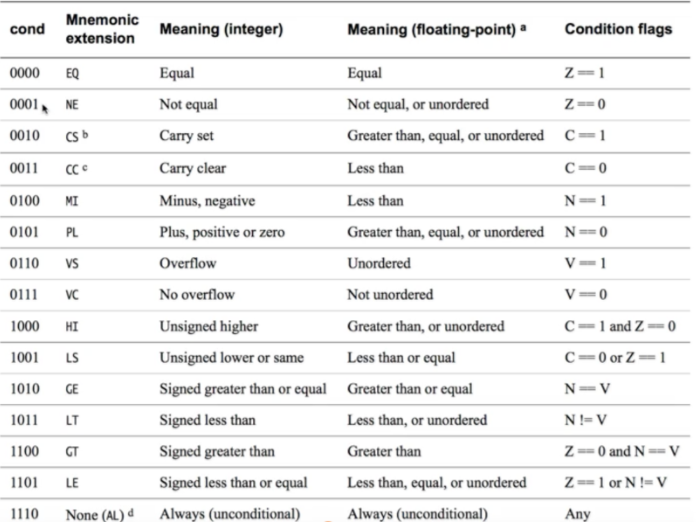 cond Mnemonic extension Meaning (integer) Meaning (floating-point) a Condition flags
0000 EQ Equal Equal Z == 1
0001 NE Not equal Not equal, or unordered Z == 0
0010 CS b Carry set Greater than, equal, or unordered C == 1
0011 CC c Carry clear Less than C == 0
0100 MI Minus, negative Less than N == 1
0101 PL Plus, positive or zero Greater than, equal, or unordered N == 0
0110 VS Overflow Unordered V == 1
0111 VC No overflow Not unordered V == 0
1000 HI Unsigned higher Greater than, or unordered C == 1 and Z == 0
1001 LS Unsigned lower or same Less than or equal C == 0 or Z == 1
1010 GE Signed greater than or equal Greater than or equal N == V
1011 LT Signed less than Less than, or unordered N != V
1100 GT Signed greater than Greater than Z == 0 and N == V
1101 LE Signed less than or equal Less than, equal, or unordered Z == 1 or N != V
1110 None (AL) d Always (unconditional) Always (unconditional) Any